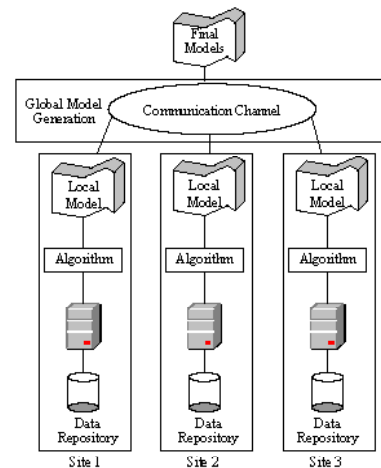 Final
Models
Global Model
Generation
Communication Channel
Local
Model
Local
Model
Local
Model
Algorithm
Algorithm
Algorithm
Data
Repository
Data
Repository
Data
Repository
Site 1
Site 2
Site 3